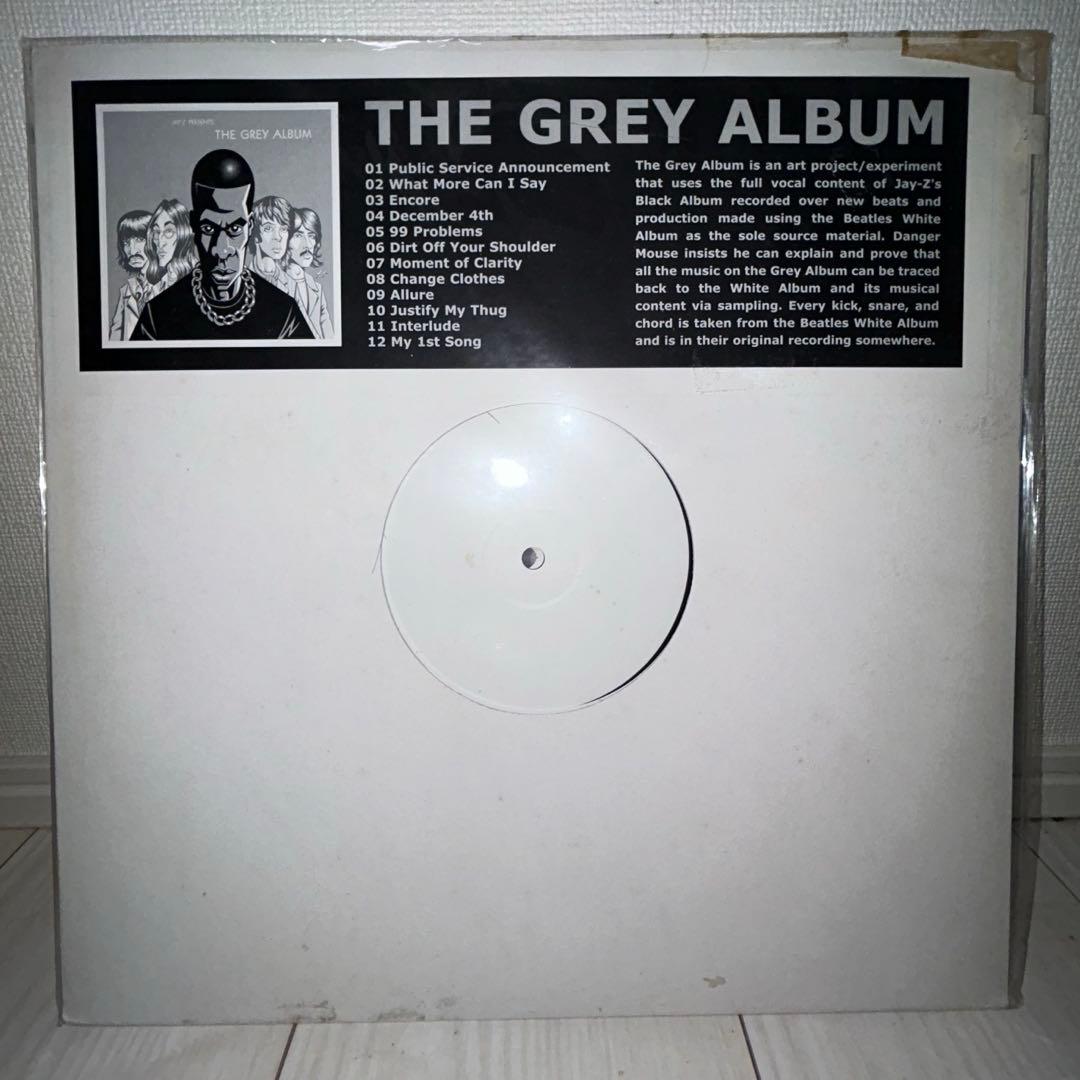 JAY-Z PRESENTS
THE GREY ALBUM
THE GREY ALBUM
01 Public Service Announcement
02 What More Can I Say
03 Encore
04 December 4th
05 99 Problems
06 Dirt Off Your Shoulder
07 Moment of Clarity
08 Change Clothes
09 Allure
10 Justify My Thug
11 Interlude
12 My 1st Song
The Grey Album is an art project/experiment
that uses the full vocal content of Jay-Z's
Black Album recorded over new beats and
production made using the Beatles White
Album as the sole source material. Danger
Mouse insists he can explain and prove that
all the music on the Grey Album can be traced
back to the White Album and its musical
content via sampling. Every kick, snare, and
chord is taken from the Beatles White Album
and is in their original recording somewhere.